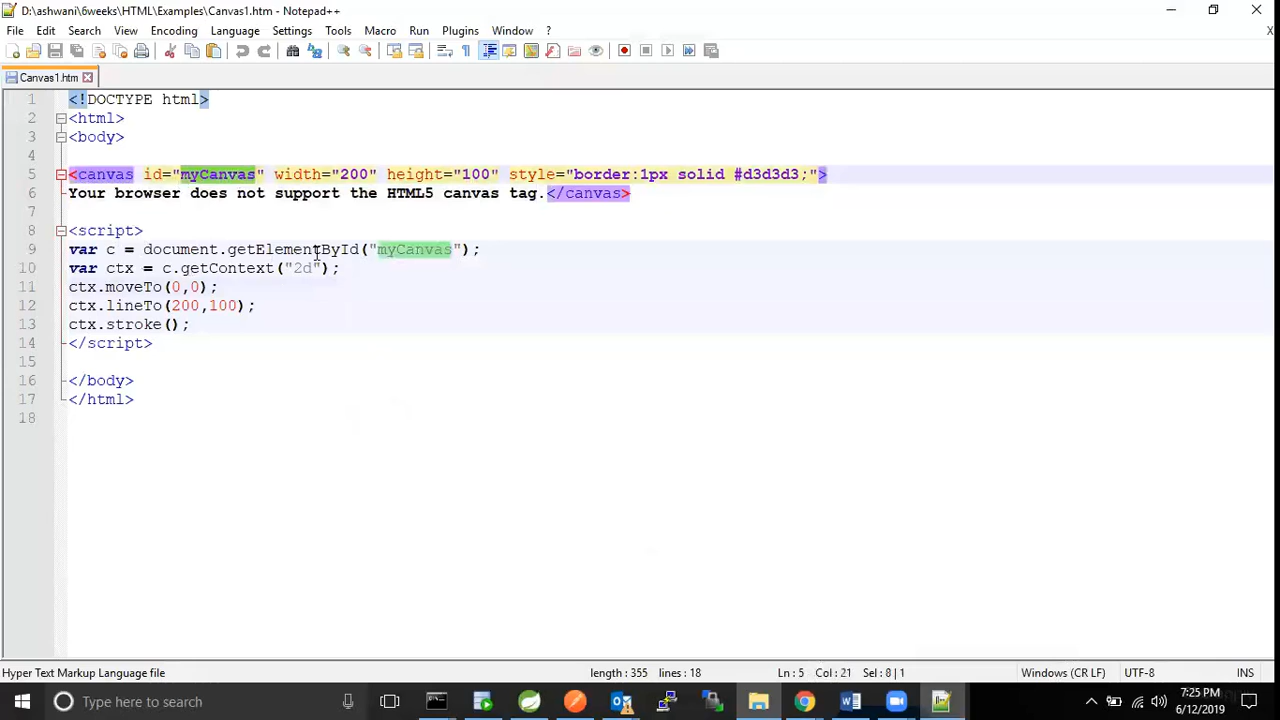 D:\ashwani\6weeks\HTML\Examples\Canvas1.htm - Notepad++
File Edit Search View Encoding Language Settings Tools Macro Run Plugins Window ? X
Canvas1.htm
1 <!DOCTYPE html>
2 <html>
3 <body>
4
5 <canvas id="myCanvas" width="200" height="100" style="border:1px solid #d3d3d3;">
6 Your browser does not support the HTML5 canvas tag.</canvas>
7
8 <script>
9 var c = document.getElementById("myCanvas");
10 var ctx = c.getContext("2d");
11 ctx.moveTo(0,0);
12 ctx.lineTo(200,100);
13 ctx.stroke();
14 </script>
15
16 </body>
17 </html>
18
Hyper Text Markup Language file length : 355 lines : 18 Ln : 5 Col : 21 Sel : 8 | 1 Windows (CR LF) UTF-8 INS
Type here to search 7:25 PM
6/12/2019